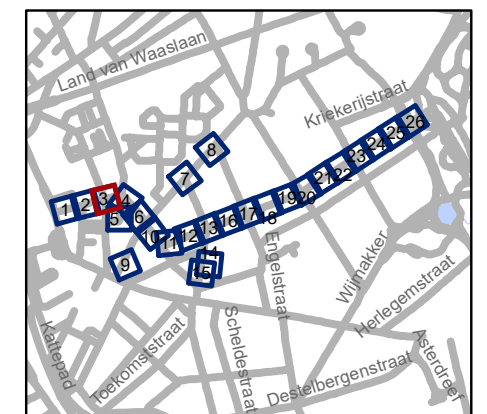 Land van Waaslaan
Kriekerijstraat
1
2
3
4
5
6
7
8
9
10
11
12
13
14
15
16
17
18
19
20
21
22
23
24
25
26
Engelstraat
Wijmakker
Herlegemstraat
Kattepad
Toekomststraat
Scheldestraat
Destelbergenstraat
Asterdreef